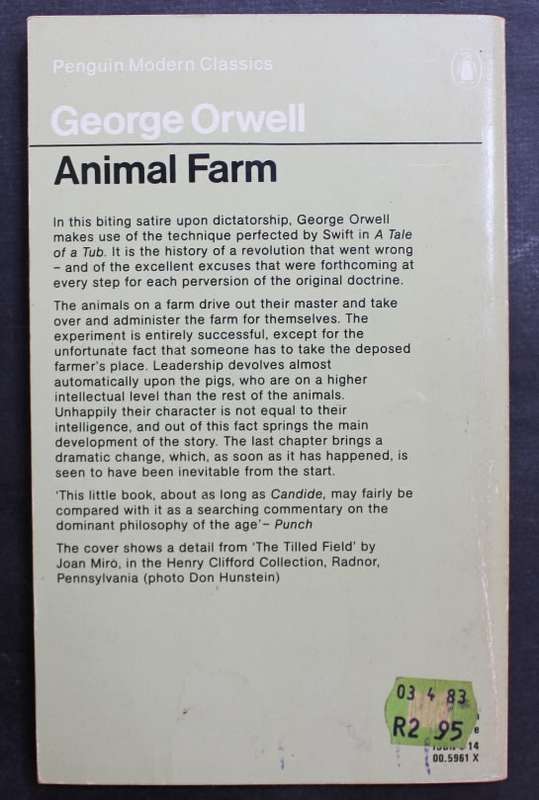 Penguin Modern Classics
George Orwell
Animal Farm
In this biting satire upon dictatorship, George Orwell
makes use of the technique perfected by Swift in A Tale
of a Tub. It is the history of a revolution that went wrong
– and of the excellent excuses that were forthcoming at
every step for each perversion of the original doctrine.
The animals on a farm drive out their master and take
over and administer the farm for themselves. The
experiment is entirely successful, except for the
unfortunate fact that someone has to take the deposed
farmer's place. Leadership devolves almost
automatically upon the pigs, who are on a higher
intellectual level than the rest of the animals.
Unhappily their character is not equal to their
intelligence, and out of this fact springs the main
development of the story. The last chapter brings a
dramatic change, which, as soon as it has happened, is
seen to have been inevitable from the start.
'This little book, about as long as Candide, may fairly be
compared with it as a searching commentary on the
dominant philosophy of the age' – Punch
The cover shows a detail from 'The Tilled Field' by
Joan Miro, in the Henry Clifford Collection, Radnor,
Pennsylvania (photo Don Hunstein)
03 4 83
R2 95
14
00.5961 X